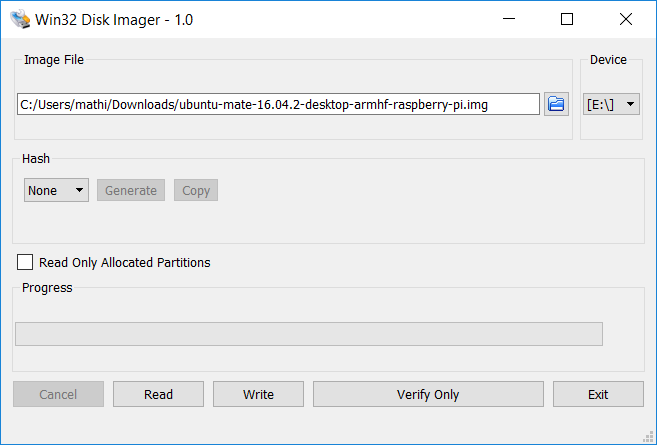 Win32 Disk Imager - 1.0
Image File
Device
C:/Users/mathi/Downloads/ubuntu-mate-16.04.2-desktop-armhf-raspberry-pi.img
[E:\]
Hash
None Generate Copy
Read Only Allocated Partitions
Progress
Cancel Read Write Verify Only Exit